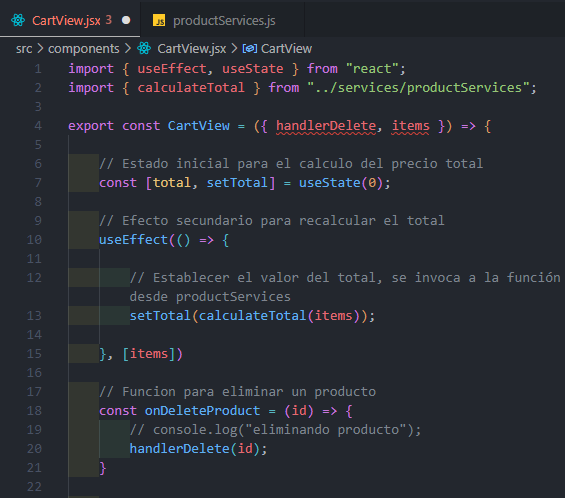 CartView.jsx 3
JS productServices.js
src > components > CartView.jsx > CartView
1 import { useEffect, useState } from "react";
2 import { calculateTotal } from "../services/productServices";
3
4 export const CartView = ({ handlerDelete, items }) => {
5
6 // Estado inicial para el calculo del precio total
7 const [total, setTotal] = useState(0);
8
9 // Efecto secundario para recalcular el total
10 useEffect(() => {
11
12 // Establecer el valor del total, se invoca a la función
desde productServices
13 setTotal(calculateTotal(items));
14
15 }, [items])
16
17 // Funcion para eliminar un producto
18 const onDeleteProduct = (id) => {
19 // console.log("eliminando producto");
20 handlerDelete(id);
21 }
22